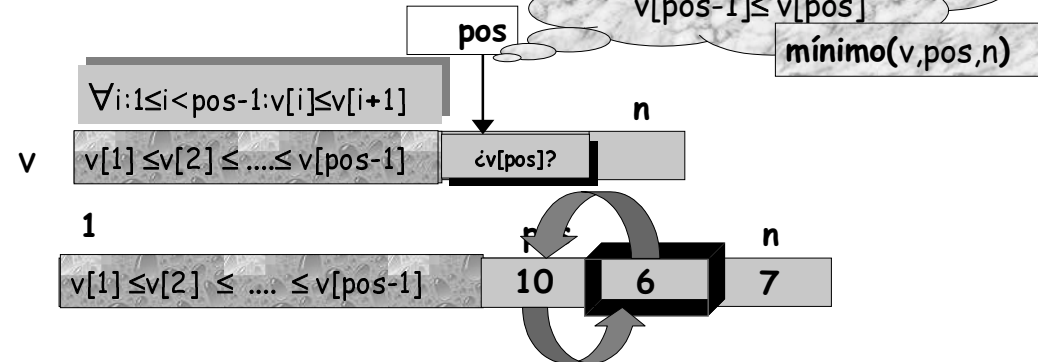 v[pos-1]≤ v[pos]
pos
mínimo(v,pos,n)
∀i:1≤i<pos-1:v[i]≤v[i+1]
n
v
v[1] ≤v[2] ≤ ....≤ v[pos-1]
¿v[pos]?
1
n
v[1] ≤v[2] ≤ .... ≤ v[pos-1]
10
6
7